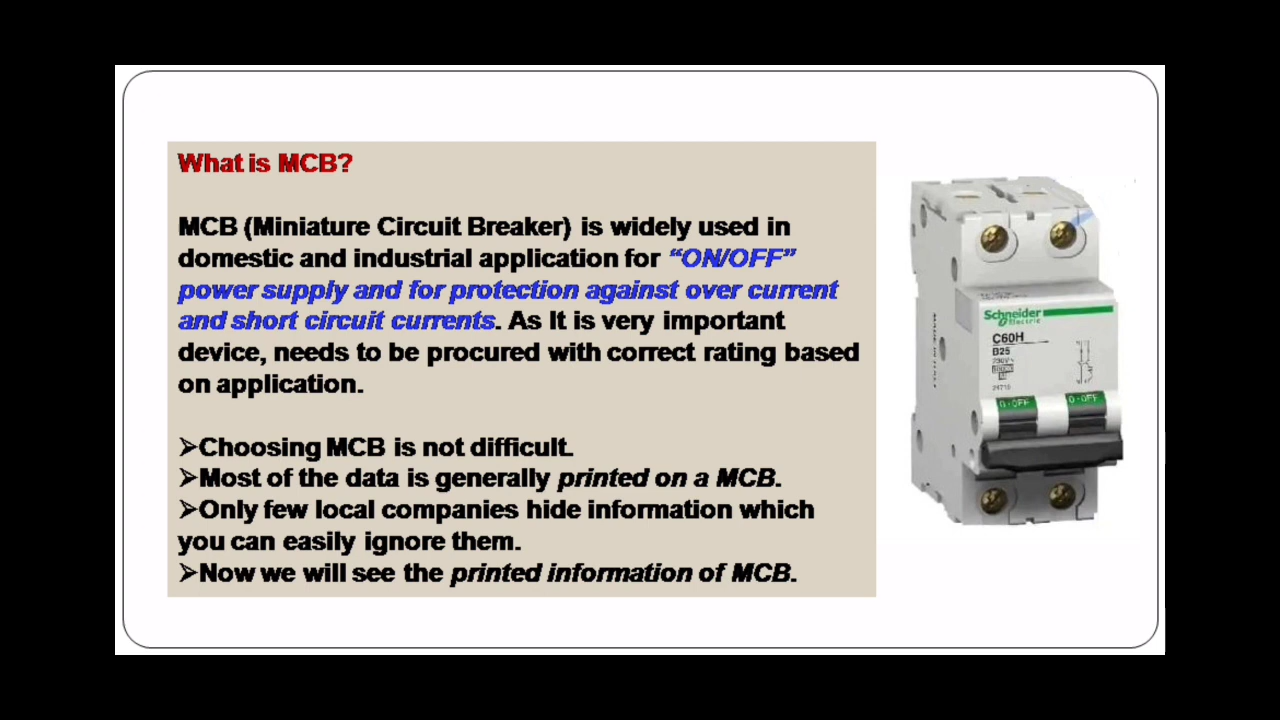 What is MCB?
MCB (Miniature Circuit Breaker) is widely used in
domestic and industrial application for “ON/OFF”
power supply and for protection against over current
and short circuit currents. As It is very important
device, needs to be procured with correct rating based
on application.
➢Choosing MCB is not difficult.
➢Most of the data is generally printed on a MCB.
➢Only few local companies hide information which
you can easily ignore them.
➢Now we will see the printed information of MCB.
Schneider
Electric
C60H
B25
230V~
O·OFF O·OFF